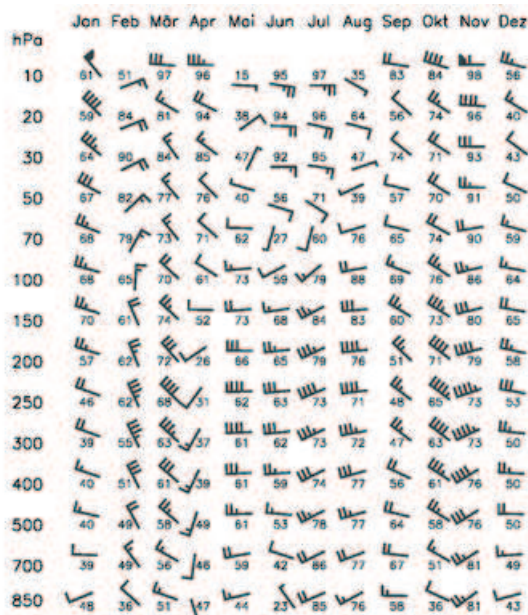 Jan Feb Mär Apr Mai Jun Jul Aug Sep Okt Nov Dez
hPa
10 61 51 97 96 15 95 97 35 83 84 98 56
20 59 84 81 94 38 94 96 64 56 74 96 40
30 64 90 84 85 47 92 95 47 74 71 93 43
50 67 82 77 76 40 56 71 39 57 70 91 50
70 68 79 73 71 62 27 60 76 65 74 90 59
100 68 65 70 61 73 59 79 88 69 76 86 64
150 70 61 74 52 73 68 84 83 60 73 80 65
200 57 62 72 26 66 65 79 76 51 71 79 58
250 46 62 68 31 62 63 73 71 48 65 73 53
300 39 55 63 37 61 62 73 72 47 63 73 50
400 40 51 61 39 61 59 74 77 56 61 76 50
500 40 49 58 49 61 53 78 77 64 58 76 50
700 39 49 56 46 59 42 86 77 67 51 81 49
850 48 36 51 47 44 23 85 76 58 51 81 45